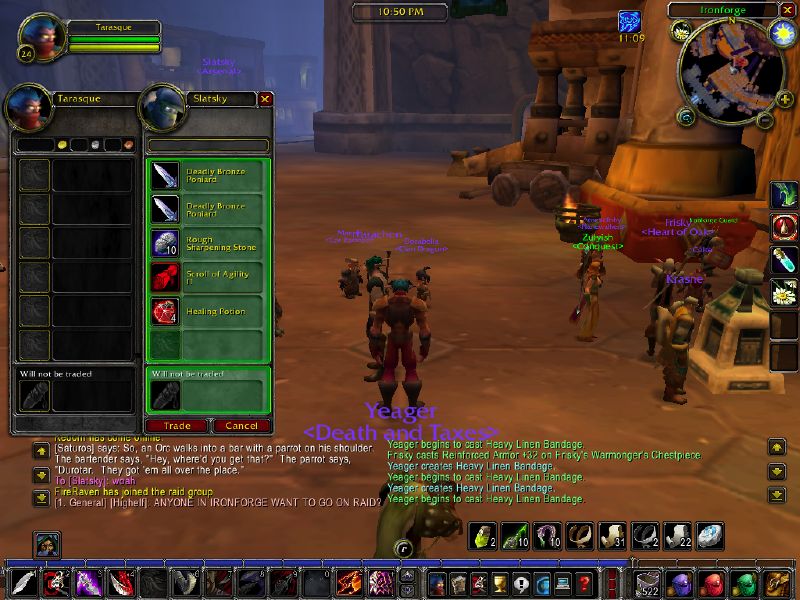 10:50 PM
Ironforge
N
11:09
Tarasque
24
Slatsky
<Arsenal>
Tarasque
Slatsky
Deadly Bronze
Poniard
Deadly Bronze
Poniard
10
Rough
Sharpening Stone
Scroll of Agility
II
4
Healing Potion
Will not be traded
Will not be traded
Trade
Cancel
Zulyish
<Conquest>
Frisky
<Heart of Oak>
Ironforge Guard
Krashe
Yeager
<Death and Taxes>
[Saturos] says: So, an Orc walks into a bar with a parrot on his shoulder.
The bartender says, "Hey, where'd you get that?" The parrot says,
"Durotar. They got 'em all over the place."
To [Slatsky]: woah
FireRaven has joined the raid group
[1. General] [Highelf]: ANYONE IN IRONFORGE WANT TO GO ON RAID?
Yeager begins to cast Heavy Linen Bandage.
Frisky casts Reinforced Armor +32 on Frisky's Warmonger's Chestpiece.
Yeager creates Heavy Linen Bandage.
Yeager begins to cast Heavy Linen Bandage.
Yeager creates Heavy Linen Bandage.
Yeager begins to cast Heavy Linen Bandage.
2
10
10
31
2
22
522